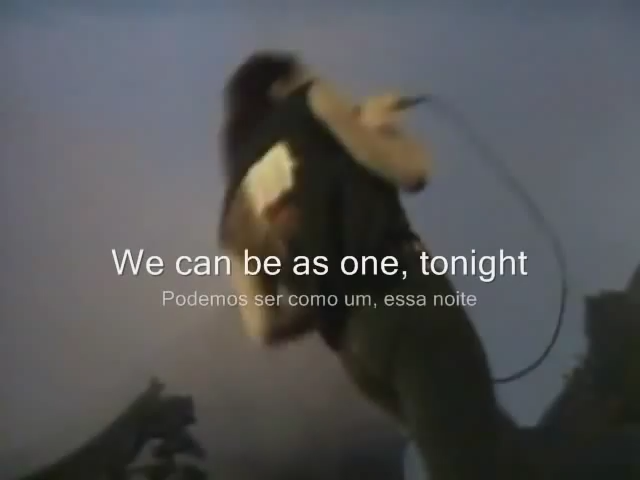 We can be as one, tonight
Podemos ser como um, essa noite